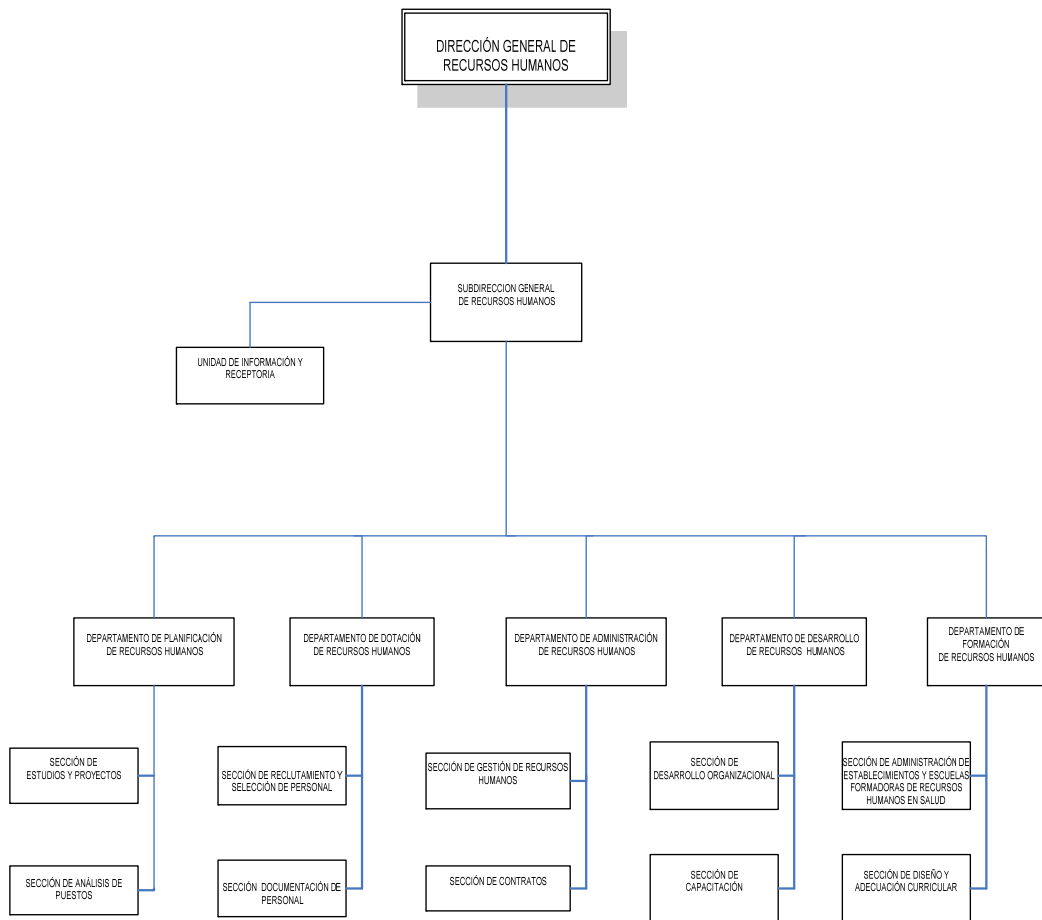 DIRECCIÓN GENERAL DE
RECURSOS HUMANOS
SUBDIRECCION GENERAL
DE RECURSOS HUMANOS
UNIDAD DE INFORMACIÓN Y
RECEPTORIA
DEPARTAMENTO DE PLANIFICACIÓN
DE RECURSOS HUMANOS
DEPARTAMENTO DE DOTACIÓN
DE RECURSOS HUMANOS
DEPARTAMENTO DE ADMINISTRACIÓN
DE RECURSOS HUMANOS
DEPARTAMENTO DE DESARROLLO
DE RECURSOS HUMANOS
DEPARTAMENTO DE
FORMACIÓN
DE RECURSOS HUMANOS
SECCIÓN DE
ESTUDIOS Y PROYECTOS
SECCIÓN DE RECLUTAMIENTO Y
SELECCIÓN DE PERSONAL
SECCIÓN DE GESTIÓN DE RECURSOS
HUMANOS
SECCIÓN DE
DESARROLLO ORGANIZACIONAL
SECCIÓN DE ADMINISTRACIÓN DE
ESTABLECIMIENTOS Y ESCUELAS
FORMADORAS DE RECURSOS
HUMANOS EN SALUD
SECCIÓN DE ANÁLISIS DE
PUESTOS
SECCIÓN DOCUMENTACIÓN DE
PERSONAL
SECCIÓN DE CONTRATOS
SECCIÓN DE
CAPACITACIÓN
SECCIÓN DE DISEÑO Y
ADECUACIÓN CURRICULAR